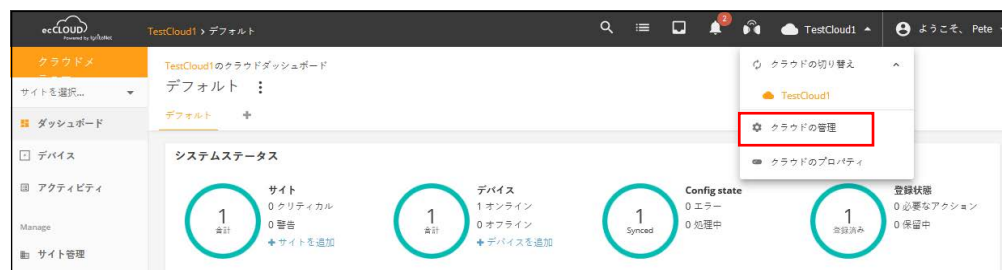 ecCLOUD
Powered by IgniteNet
TestCloud1 > デフォルト
2
TestCloud1
ようこそ、 Pete
クラウドメ
サイトを選択...
ダッシュボード
デバイス
アクティビティ
Manage
サイト管理
TestCloud1のクラウドダッシュボード
デフォルト
デフォルト +
クラウドの切り替え
TestCloud1
クラウドの管理
クラウドのプロパティ
システムステータス
1
合計
サイト
0 クリティカル
0 警告
+サイトを追加
1
合計
デバイス
1 オンライン
0 オフライン
+デバイスを追加
1
Synced
Config state
0 エラー
0 処理中
1
登録済み
登録状態
0 必要なアクション
0 保留中